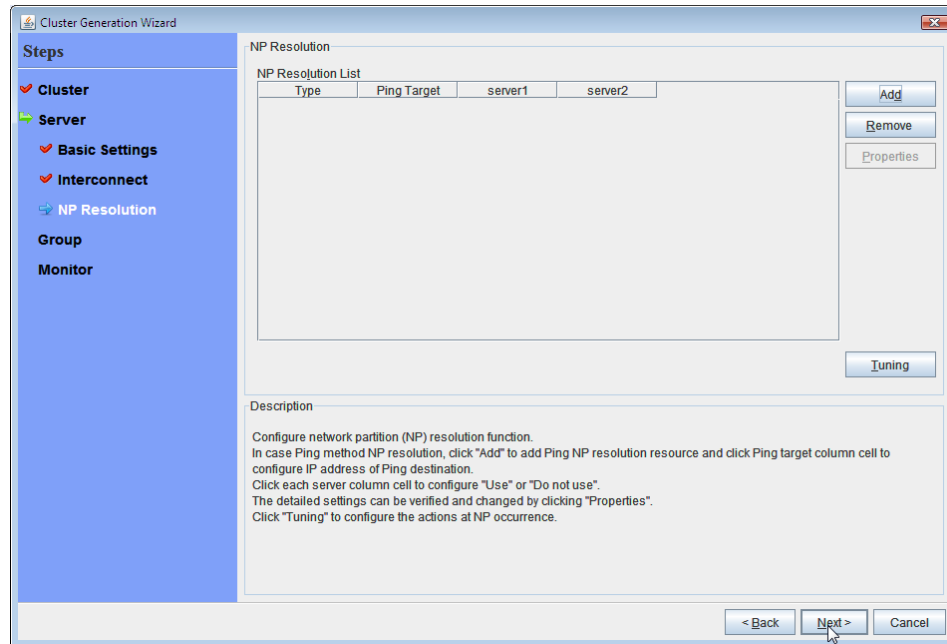 Cluster Generation Wizard
Steps
Cluster
Server
Basic Settings
Interconnect
NP Resolution
Group
Monitor
NP Resolution
NP Resolution List
Type Ping Target server1 server2
Add
Remove
Properties
Tuning
Description
Configure network partition (NP) resolution function.
In case Ping method NP resolution, click "Add" to add Ping NP resolution resource and click Ping target column cell to
configure IP address of Ping destination.
Click each server column cell to configure "Use" or "Do not use".
The detailed settings can be verified and changed by clicking "Properties".
Click "Tuning" to configure the actions at NP occurrence.
< Back Next > Cancel